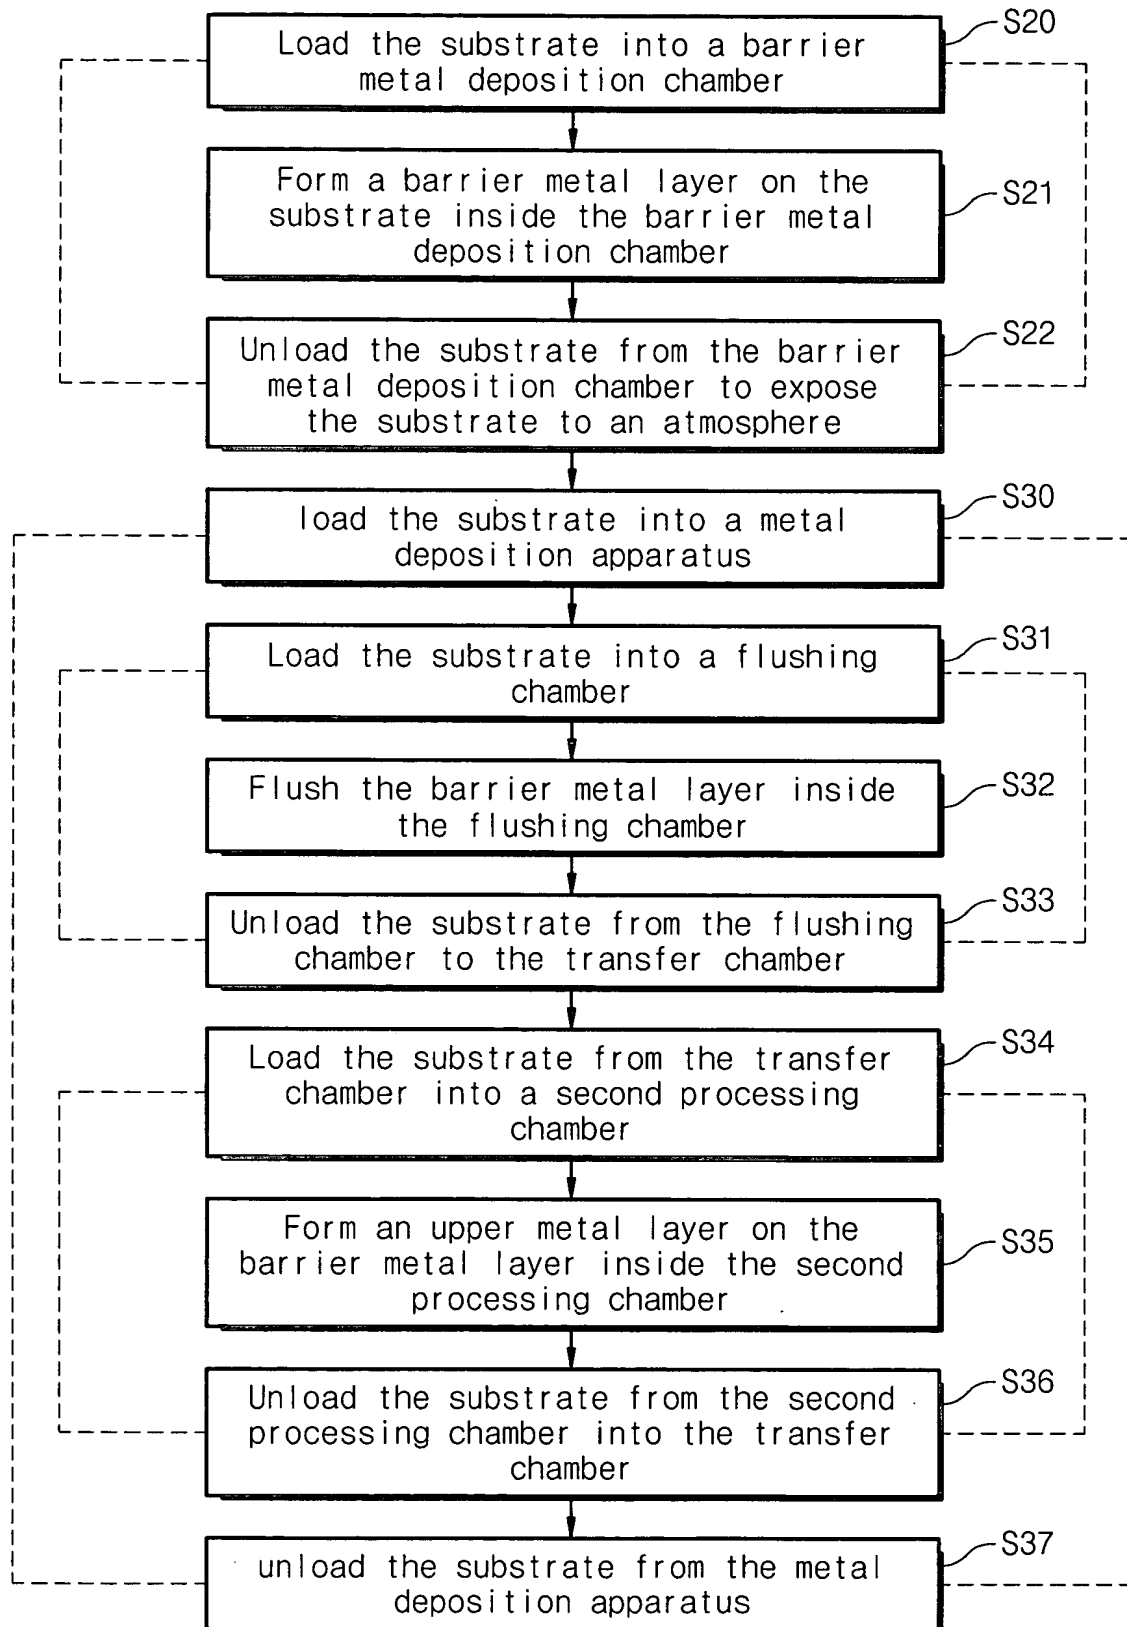 S20
Load the substrate into a barrier
metal deposition chamber
S21
Form a barrier metal layer on the
substrate inside the barrier metal
deposition chamber
S22
Unload the substrate from the barrier
metal deposition chamber to expose
the substrate to an atmosphere
S30
load the substrate into a metal
deposition apparatus
S31
Load the substrate into a flushing
chamber
S32
Flush the barrier metal layer inside
the flushing chamber
S33
Unload the substrate from the flushing
chamber to the transfer chamber
S34
Load the substrate from the transfer
chamber into a second processing
chamber
S35
Form an upper metal layer on the
barrier metal layer inside the second
processing chamber
S36
Unload the substrate from the second
processing chamber into the transfer
chamber
S37
unload the substrate from the metal
deposition apparatus